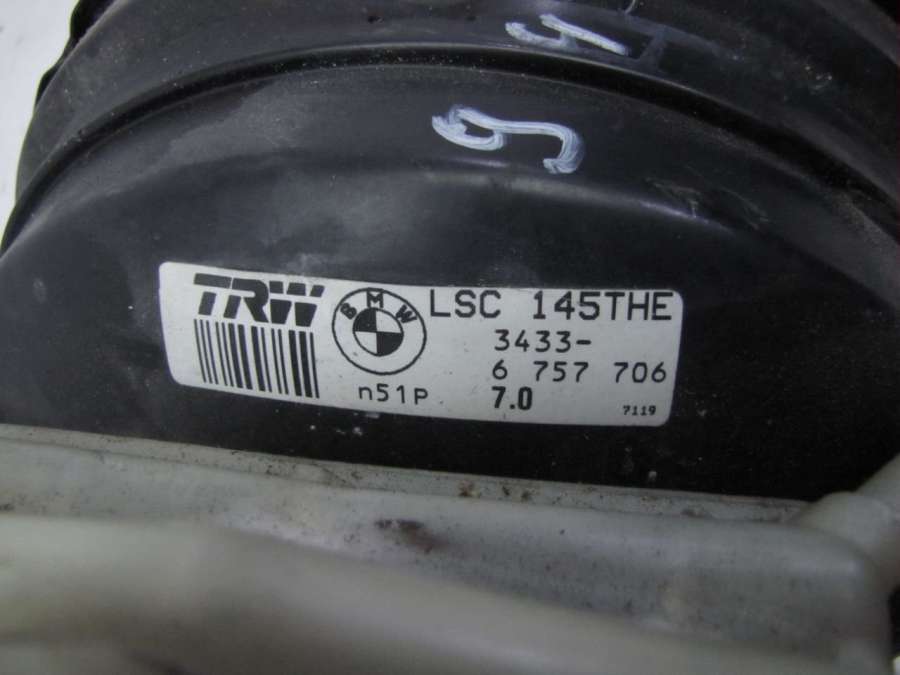 TRW
BMW
LSC 145THE
3433-
6 757 706
n51P
7.0
7119